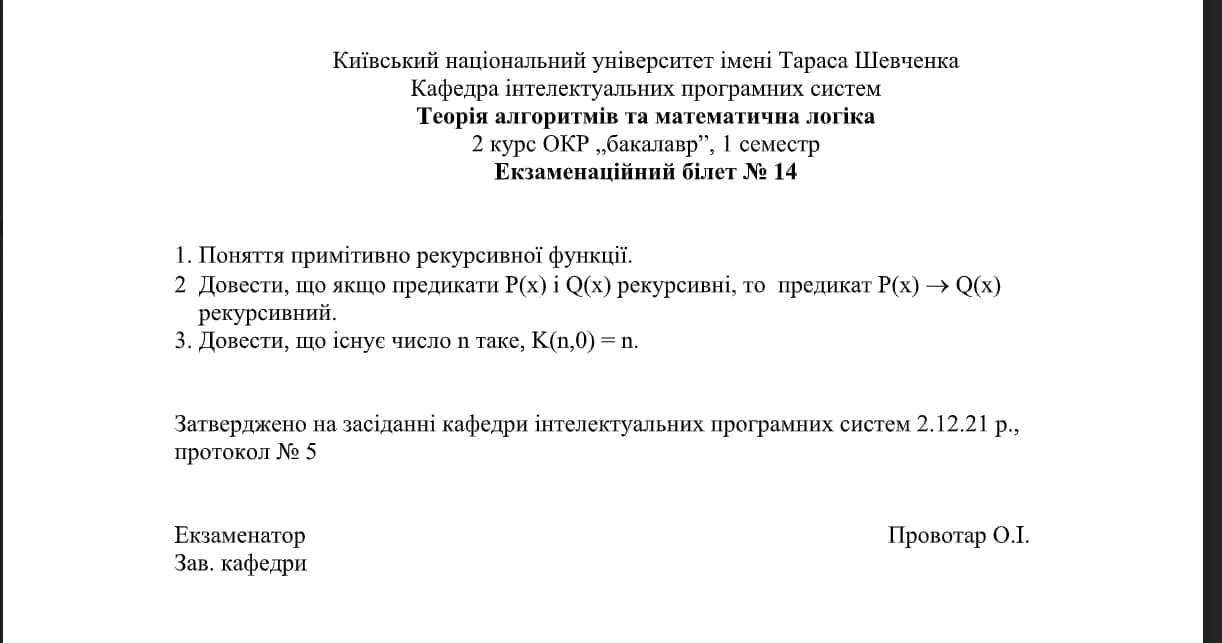 Київський національний університет імені Тараса Шевченка
Кафедра інтелектуальних програмних систем
Теорія алгоритмів та математична логіка
2 курс ОКР „бакалавр”, 1 семестр
Екзаменаційний білет № 14
1. Поняття примітивно рекурсивної функції.
2 Довести, що якщо предикати P(x) і Q(x) рекурсивні, то предикат P(x) → Q(x)
рекурсивний.
3. Довести, що існує число n таке, K(n,0) = n.
Затверджено на засіданні кафедри інтелектуальних програмних систем 2.12.21 р.,
протокол № 5
Екзаменатор Провотар О.І.
Зав. кафедри